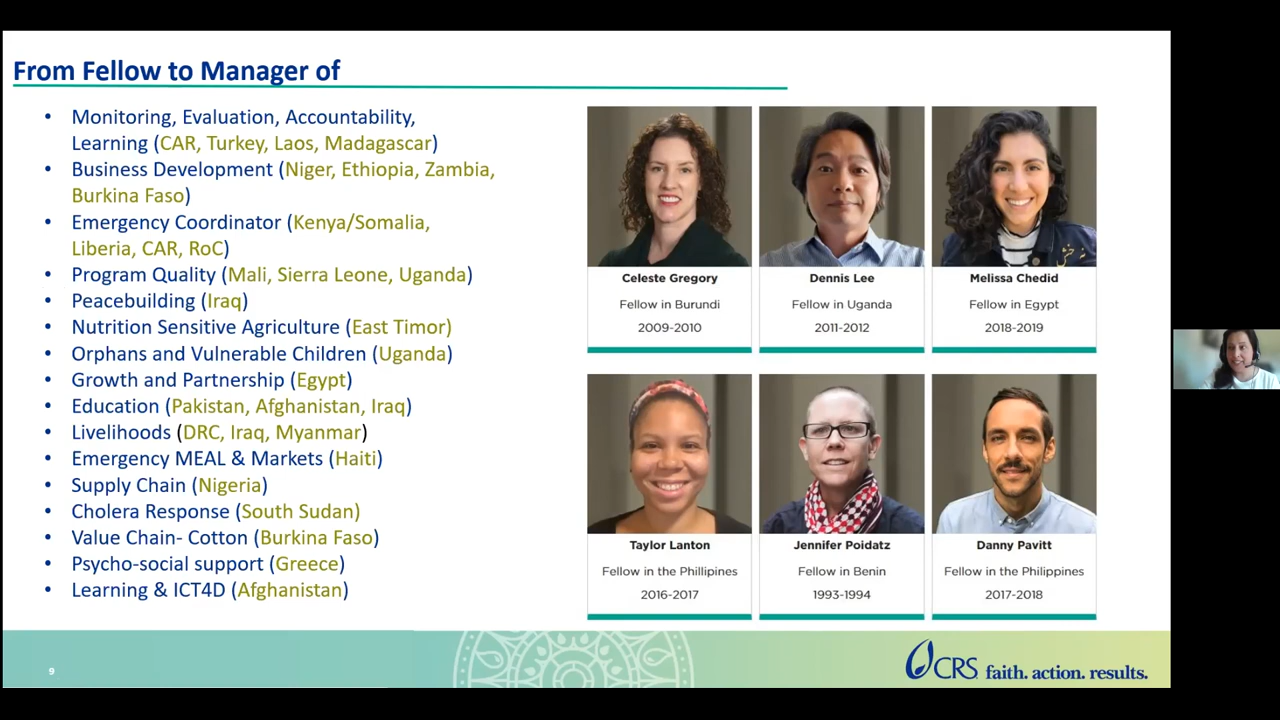 From Fellow to Manager of
• Monitoring, Evaluation, Accountability,
Learning (CAR, Turkey, Laos, Madagascar)
• Business Development (Niger, Ethiopia, Zambia,
Burkina Faso)
• Emergency Coordinator (Kenya/Somalia,
Liberia, CAR, RoC)
• Program Quality (Mali, Sierra Leone, Uganda)
• Peacebuilding (Iraq)
• Nutrition Sensitive Agriculture (East Timor)
• Orphans and Vulnerable Children (Uganda)
• Growth and Partnership (Egypt)
• Education (Pakistan, Afghanistan, Iraq)
• Livelihoods (DRC, Iraq, Myanmar)
• Emergency MEAL & Markets (Haiti)
• Supply Chain (Nigeria)
• Cholera Response (South Sudan)
• Value Chain- Cotton (Burkina Faso)
• Psycho-social support (Greece)
• Learning & ICT4D (Afghanistan)
Celeste Gregory
Fellow in Burundi
2009-2010
Dennis Lee
Fellow in Uganda
2011-2012
Melissa Chedid
Fellow in Egypt
2018-2019
Taylor Lanton
Fellow in the Phillipines
2016-2017
Jennifer Poidatz
Fellow in Benin
1993-1994
Danny Pavitt
Fellow in the Philippines
2017-2018
9
CRS faith. action. results.